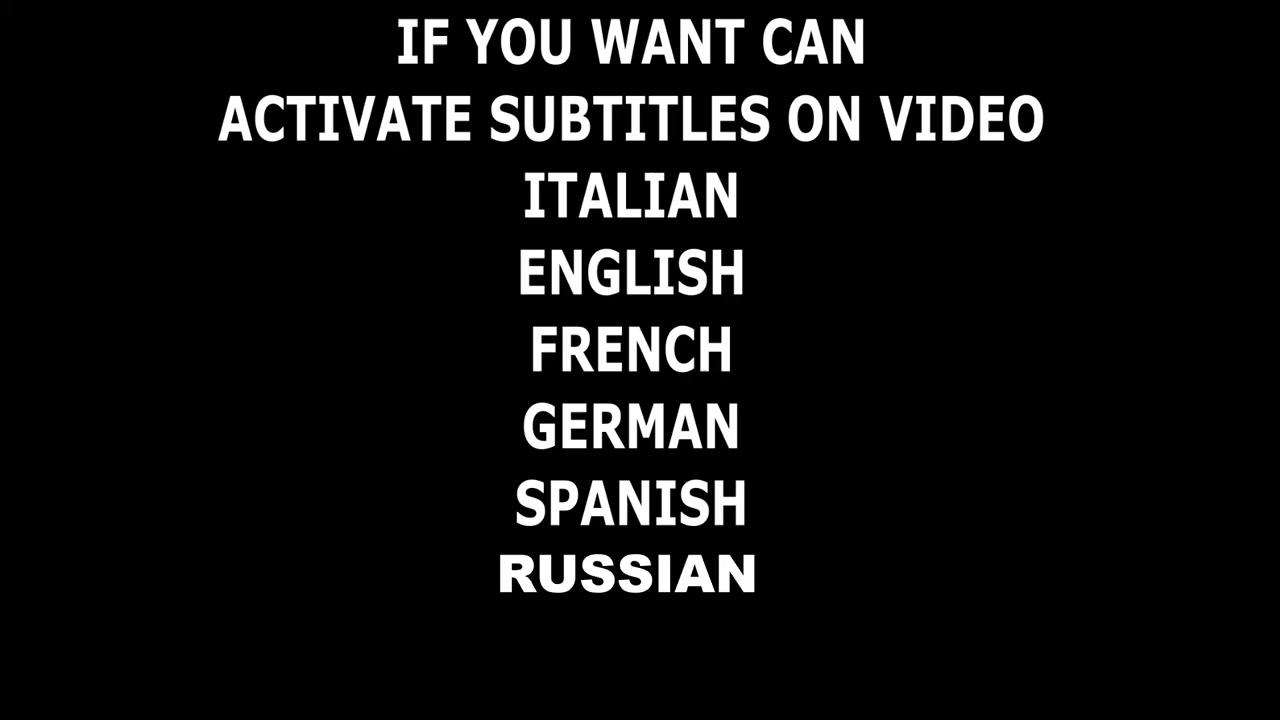 IF YOU WANT CAN
ACTIVATE SUBTITLES ON VIDEO
ITALIAN
ENGLISH
FRENCH
GERMAN
SPANISH
RUSSIAN